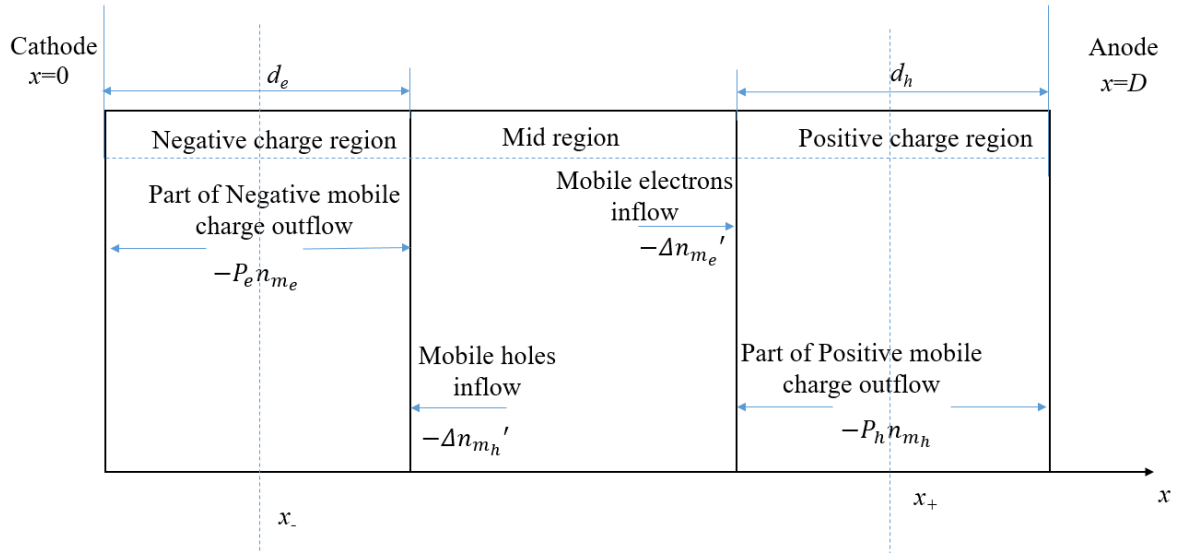 Cathode
x=0
d_e
d_h
Anode
x=D
Negative charge region
Mid region
Positive charge region
Part of Negative mobile
charge outflow
−P_e n_{m_e}
Mobile electrons
inflow
−Δn_{m_e}′
Mobile holes
inflow
−Δn_{m_h}′
Part of Positive mobile
charge outflow
−P_h n_{m_h}
x_-
x_+
x